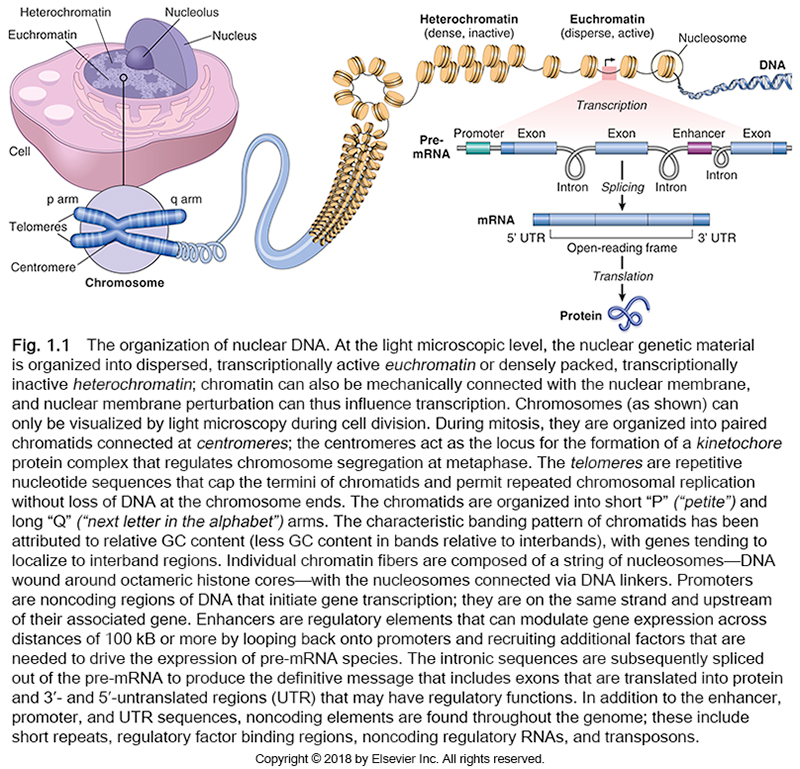 Heterochromatin
Nucleolus
Euchromatin
Nucleus
Cell
p arm
q arm
Telomeres
Centromere
Chromosome
Heterochromatin
(dense, inactive)
Euchromatin
(disperse, active)
Nucleosome
DNA
Transcription
Pre-
mRNA
Promoter
Exon
Exon
Enhancer
Exon
Intron
Splicing
Intron
Intron
mRNA
5' UTR
Open-reading frame
3' UTR
Translation
Protein
Fig. 1.1 The organization of nuclear DNA. At the light microscopic level, the nuclear genetic material
is organized into dispersed, transcriptionally active euchromatin or densely packed, transcriptionally
inactive heterochromatin; chromatin can also be mechanically connected with the nuclear membrane,
and nuclear membrane perturbation can thus influence transcription. Chromosomes (as shown) can
only be visualized by light microscopy during cell division. During mitosis, they are organized into paired
chromatids connected at centromeres; the centromeres act as the locus for the formation of a kinetochore
protein complex that regulates chromosome segregation at metaphase. The telomeres are repetitive
nucleotide sequences that cap the termini of chromatids and permit repeated chromosomal replication
without loss of DNA at the chromosome ends. The chromatids are organized into short “P” (“petite”) and
long “Q” (“next letter in the alphabet”) arms. The characteristic banding pattern of chromatids has been
attributed to relative GC content (less GC content in bands relative to interbands), with genes tending to
localize to interband regions. Individual chromatin fibers are composed of a string of nucleosomes—DNA
wound around octameric histone cores—with the nucleosomes connected via DNA linkers. Promoters
are noncoding regions of DNA that initiate gene transcription; they are on the same strand and upstream
of their associated gene. Enhancers are regulatory elements that can modulate gene expression across
distances of 100 kB or more by looping back onto promoters and recruiting additional factors that are
needed to drive the expression of pre-mRNA species. The intronic sequences are subsequently spliced
out of the pre-mRNA to produce the definitive message that includes exons that are translated into protein
and 3′- and 5′-untranslated regions (UTR) that may have regulatory functions. In addition to the enhancer,
promoter, and UTR sequences, noncoding elements are found throughout the genome; these include
short repeats, regulatory factor binding regions, noncoding regulatory RNAs, and transposons.
Copyright © 2018 by Elsevier Inc. All rights reserved.